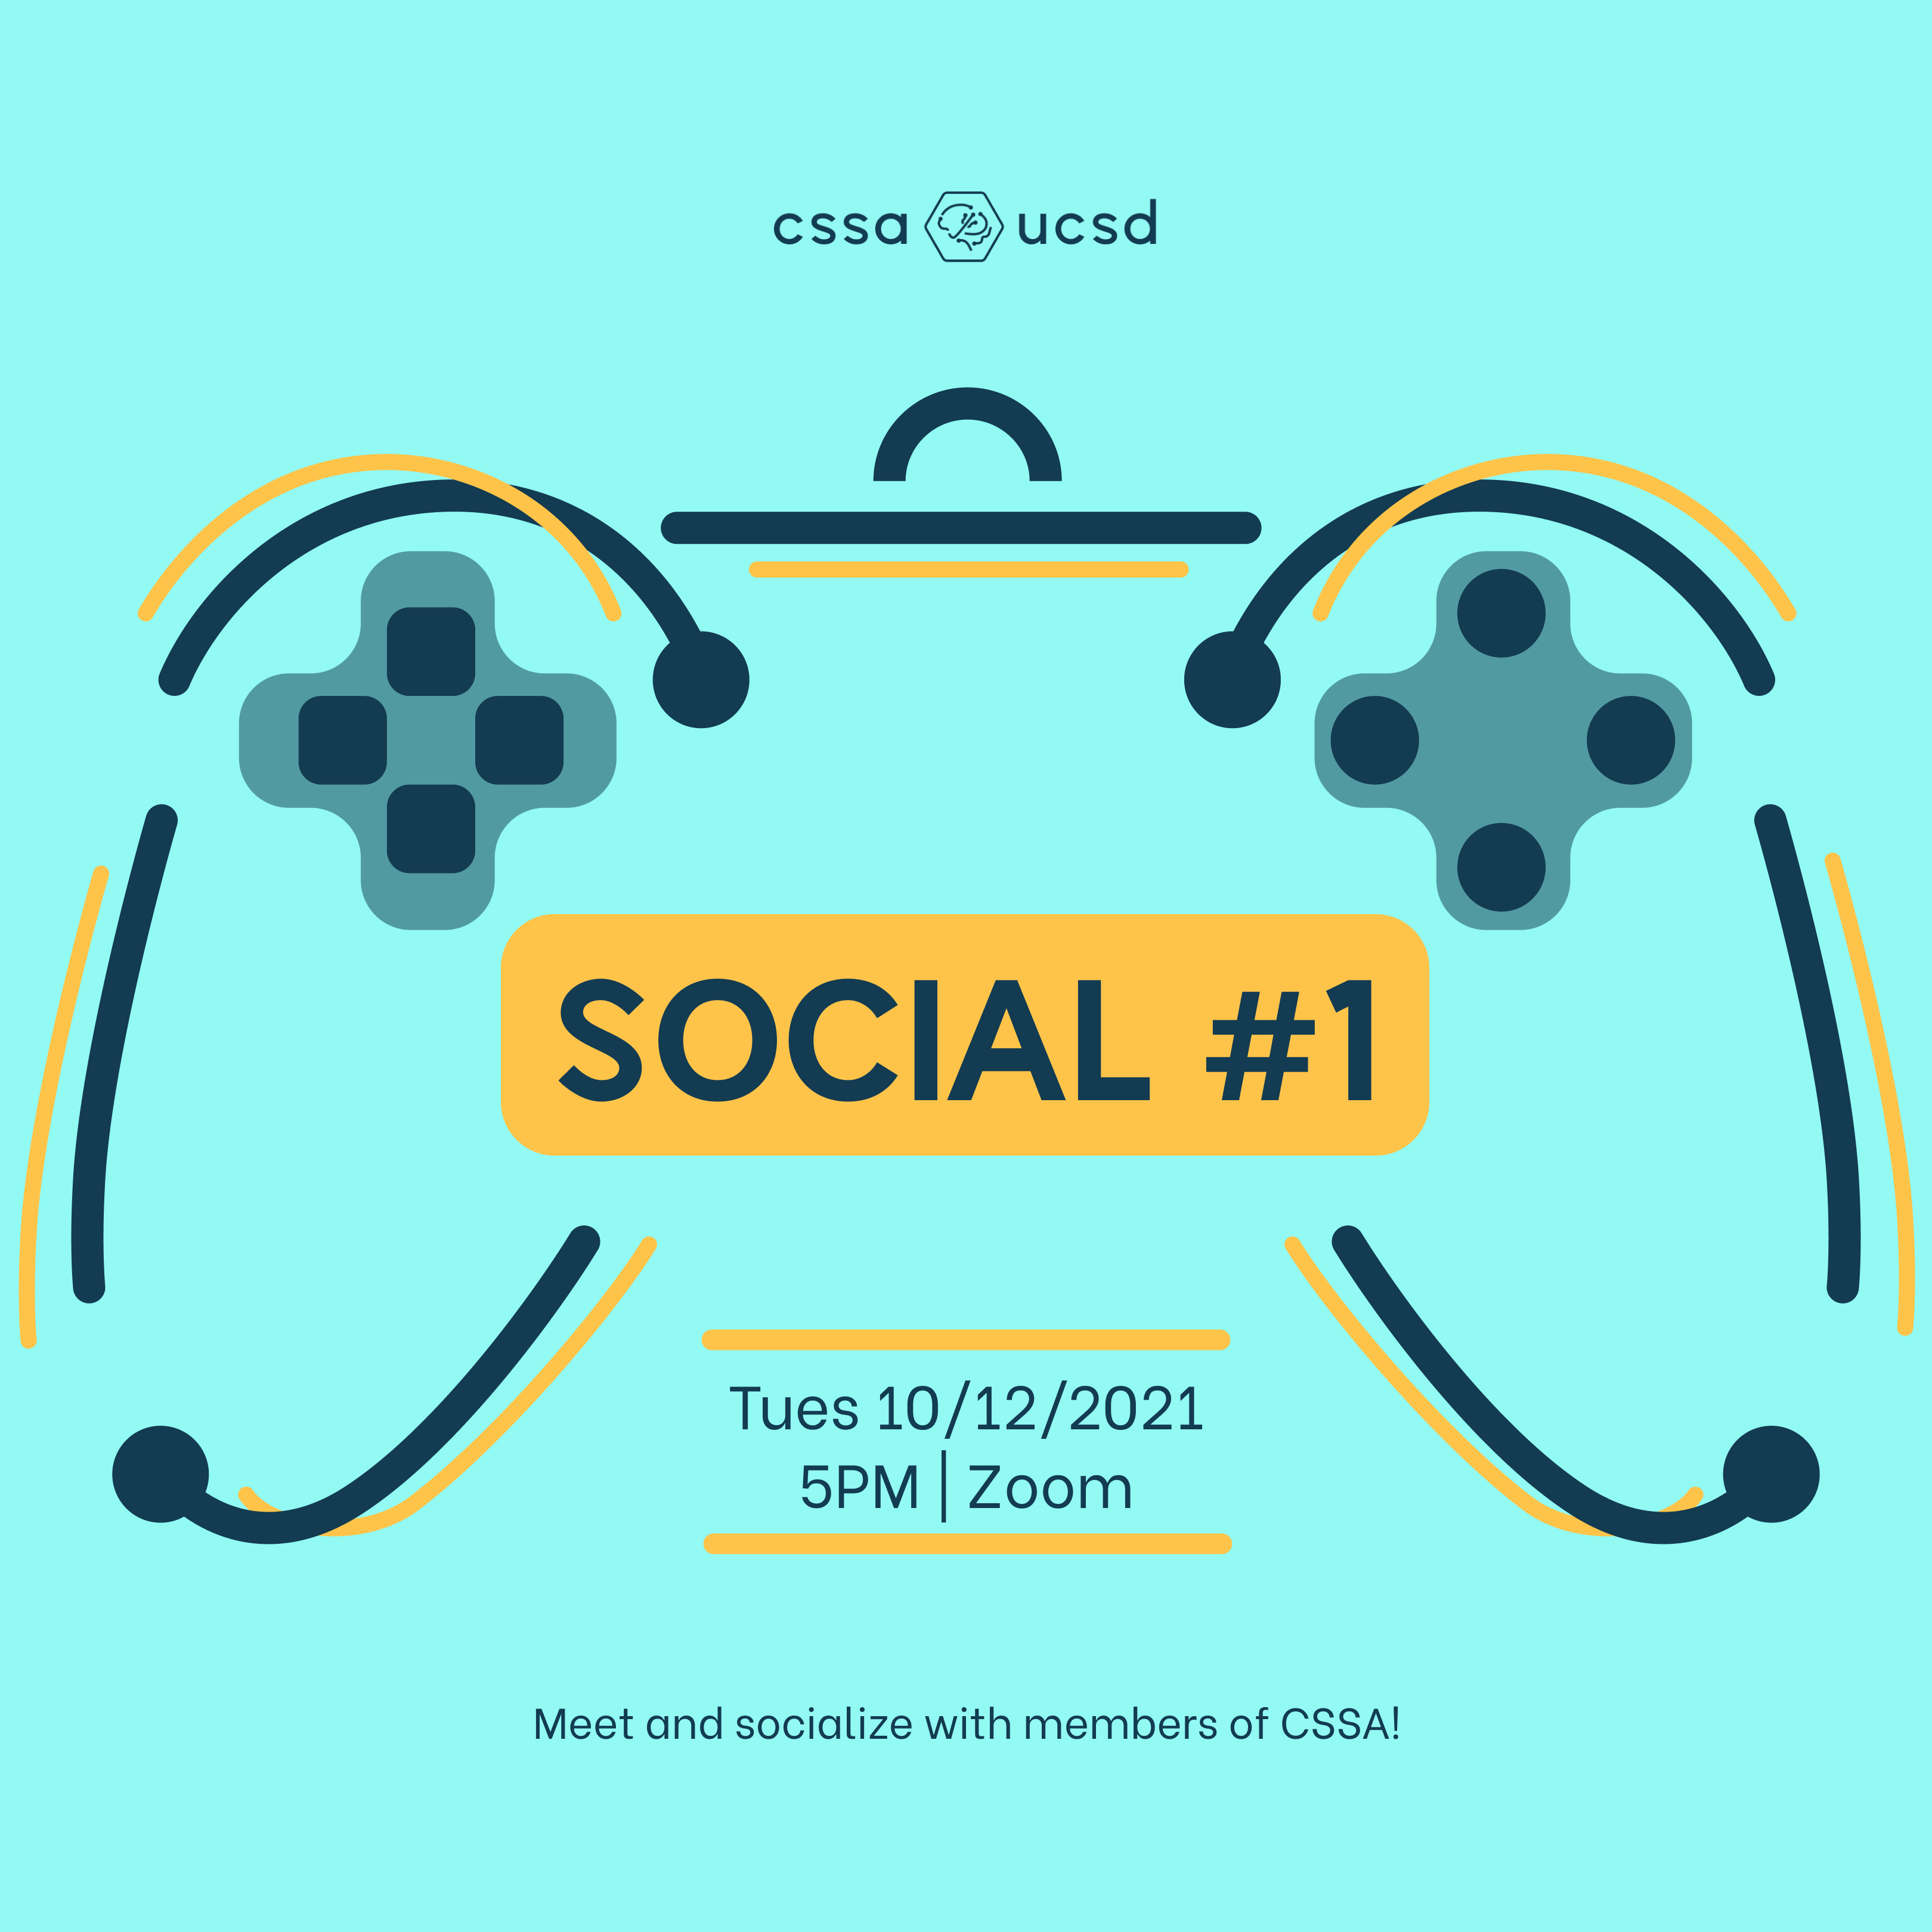 cssa ucsd
SOCIAL #1
Tues 10/12/2021
5PM | Zoom
Meet and socialize with members of CSSA!